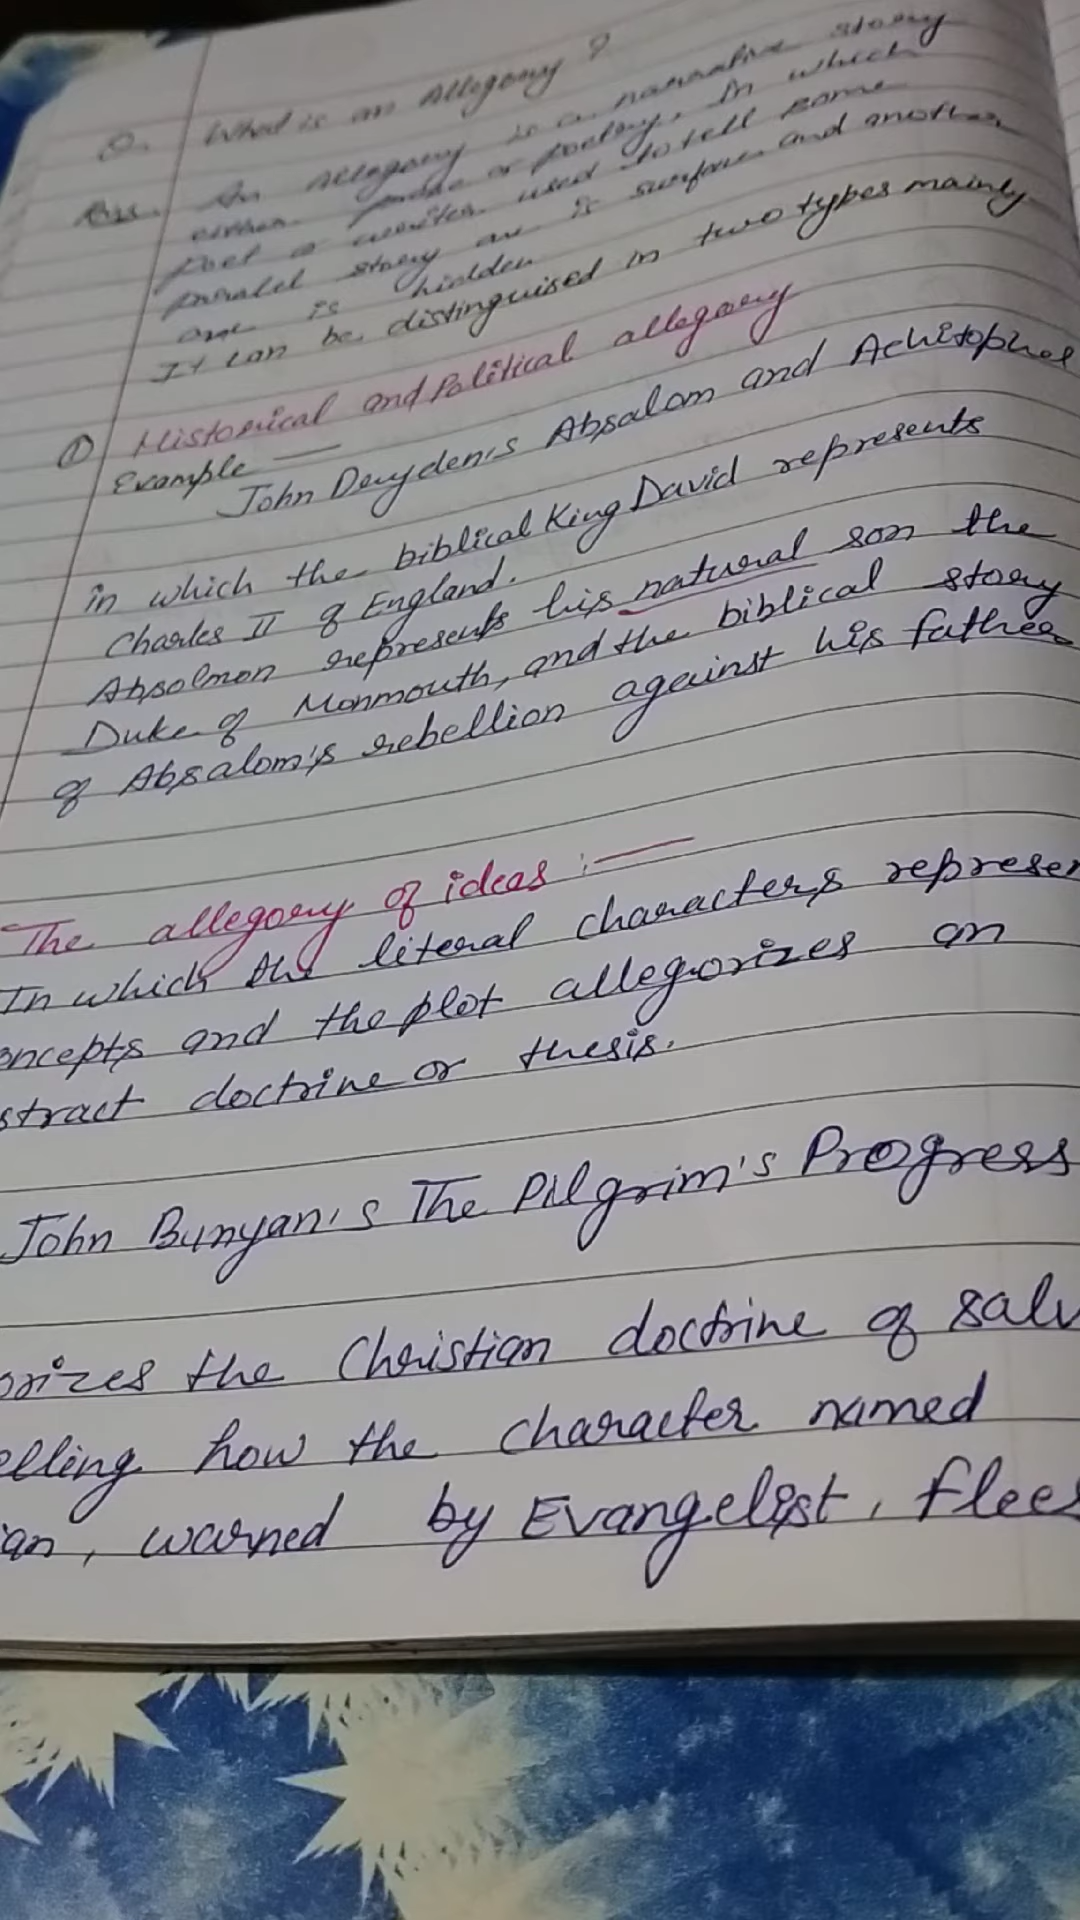 Q. What is an Allegory ?
Ans. An Allegory is a narrative story
either prose or poetry, in which
poet or writer used to tell some
paralel story one is surface and another
one is hidden
It can be distinguised in two types mainly
① Historical and Political allegory
Example —
John Dryden's Absalom and Achitophel
in which the biblical King David represents
Charles II of England.
Absolmon represents his natural son the
Duke of Monmouth, and the biblical story
of Absalom's rebellion against his father
The allegory of ideas :—
In which the literal characters represen
oncepts and the plot allegorizes an
stract doctrine or thesis.
John Bunyan's The Pilgrim's Progress
orizes the Christian doctrine of salv
elling how the character named
ian, warned by Evangelist, flees